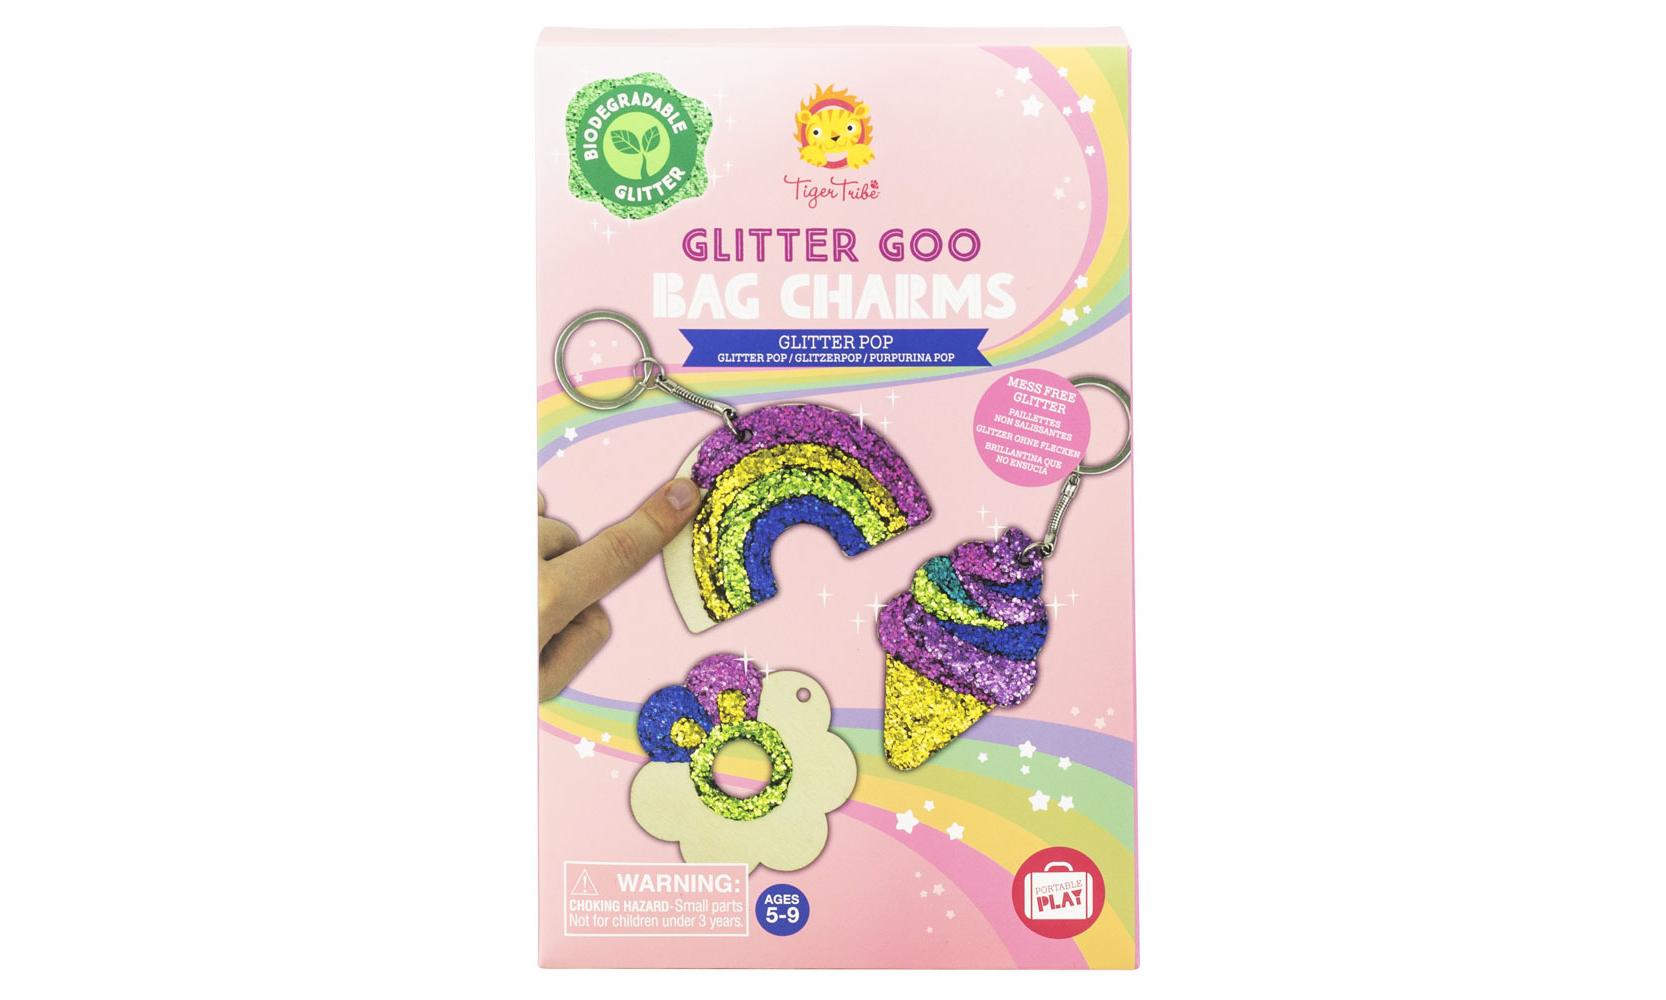 BIODEGRADABLE
GLITTER
Tiger Tribe
GLITTER GOO
BAG CHARMS
GLITTER POP
GLITTER POP / GLITZERPOP / PURPURINA POP
MESS FREE
GLITTER
PAILLETTES
NON SALISSANTES
GLITZER OHNE FLECKEN
BRILLANTINA QUE
NO ENSUCIA
WARNING:
CHOKING HAZARD-Small parts
Not for children under 3 years.
AGES
5-9
PORTABLE
PLAY